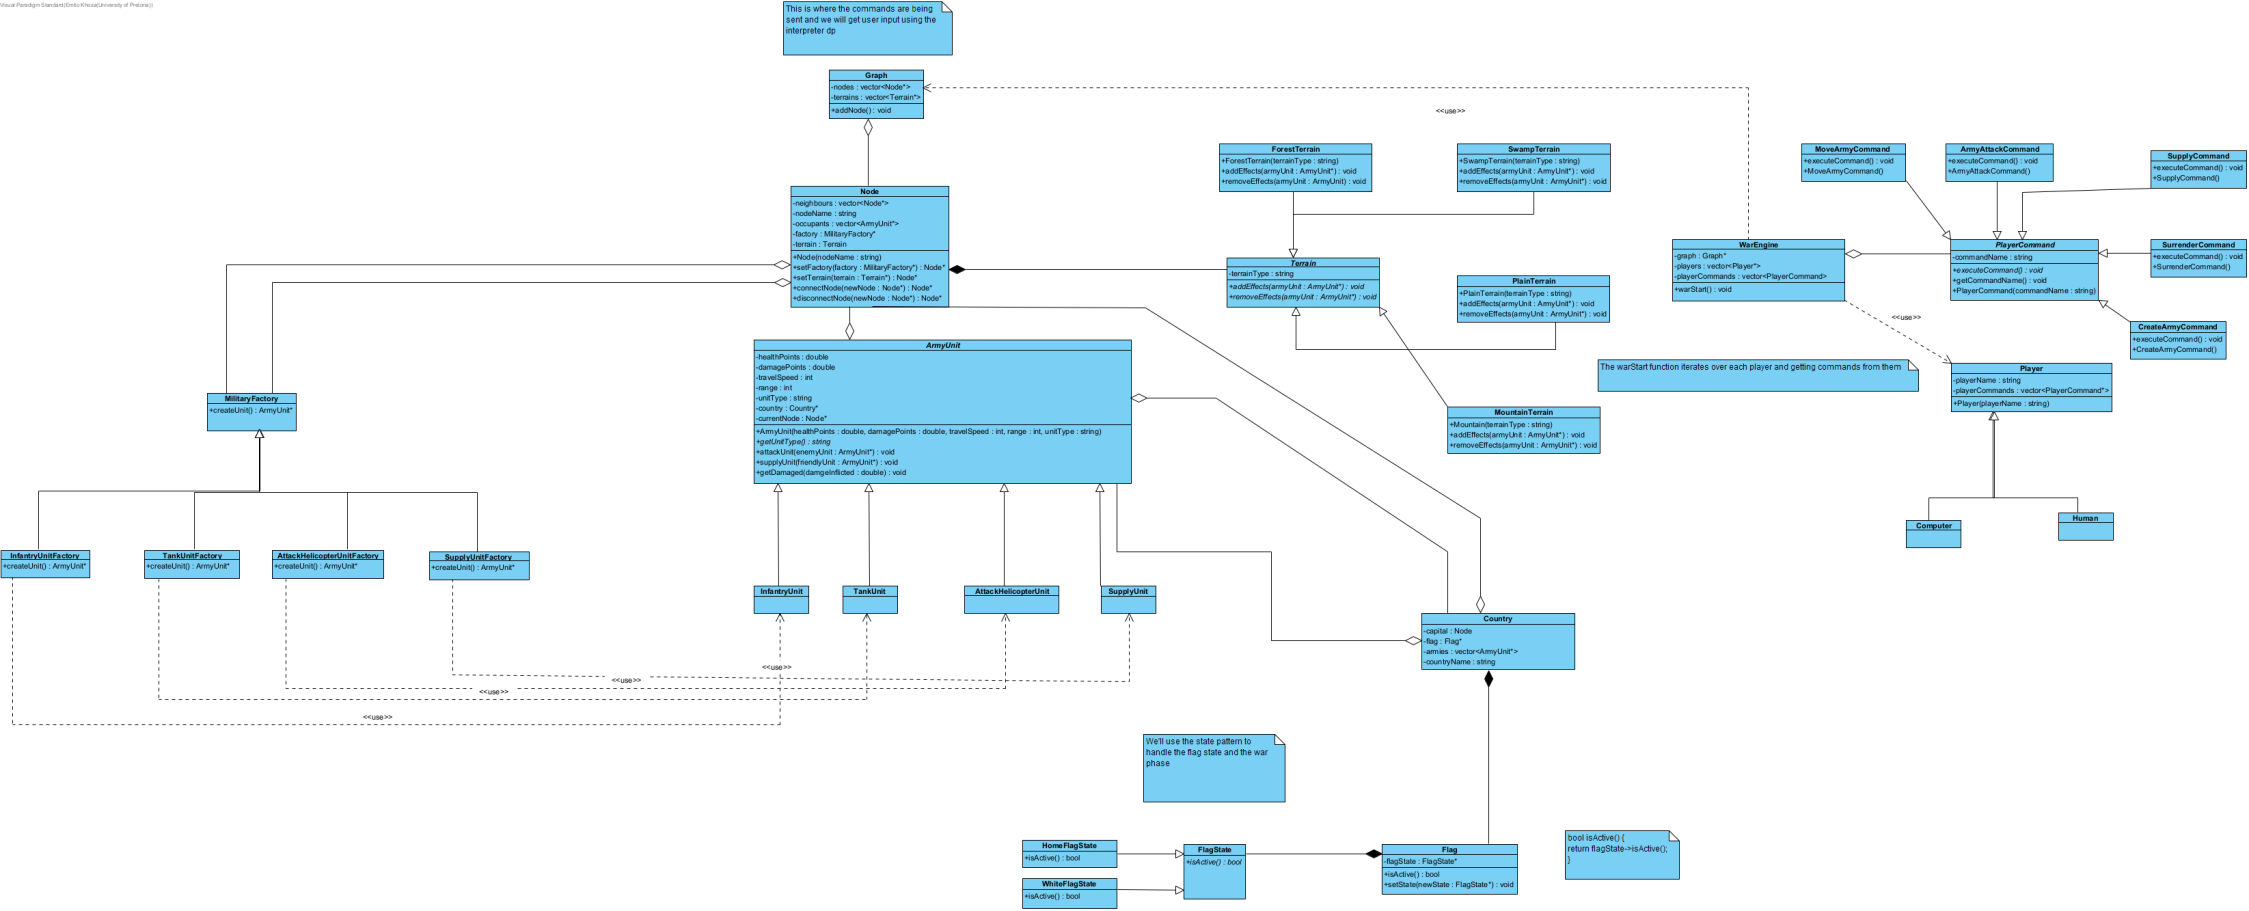 Visual Paradigm Standard(Emilo Khoza(University of Pretoria))
This is where the commands are being
sent and we will get user input using the
interpreter dp
Graph
-nodes : vector<Node*>
-terrains : vector<Terrain*>
+addNode() : void
<<use>>
ForestTerrain
+ForestTerrain(terrainType : string)
+addEffects(armyUnit : ArmyUnit*) : void
+removeEffects(armyUnit : ArmyUnit) : void
SwampTerrain
+SwampTerrain(terrainType : string)
+addEffects(armyUnit : ArmyUnit*) : void
+removeEffects(armyUnit : ArmyUnit*) : void
MoveArmyCommand
+executeCommand() : void
+MoveArmyCommand()
ArmyAttackCommand
+executeCommand() : void
+ArmyAttackCommand()
SupplyCommand
+executeCommand() : void
+SupplyCommand()
Node
-neighbours : vector<Node*>
-nodeName : string
-occupants : vector<ArmyUnit*>
-factory : MilitaryFactory*
-terrain : Terrain
+Node(nodeName : string)
+setFactory(factory : MilitaryFactory*) : Node*
+setTerrain(terrain : Terrain*) : Node*
+connectNode(newNode : Node*) : Node*
+disconnectNode(newNode : Node*) : Node*
Terrain
-terrainType : string
+addEffects(armyUnit : ArmyUnit*) : void
+removeEffects(armyUnit : ArmyUnit*) : void
PlainTerrain
+PlainTerrain(terrainType : string)
+addEffects(armyUnit : ArmyUnit*) : void
+removeEffects(armyUnit : ArmyUnit*) : void
WarEngine
-graph : Graph*
-players : vector<Player*>
-playerCommands : vector<PlayerCommand>
+warStart() : void
PlayerCommand
-commandName : string
+executeCommand() : void
+getCommandName() : void
+PlayerCommand(commandName : string)
SurrenderCommand
+executeCommand() : void
+SurrenderCommand()
<<use>>
CreateArmyCommand
+executeCommand() : void
+CreateArmyCommand()
ArmyUnit
-healthPoints : double
-damagePoints : double
-travelSpeed : int
-range : int
-unitType : string
-country : Country*
-currentNode : Node*
+ArmyUnit(healthPoints : double, damagePoints : double, travelSpeed : int, range : int, unitType : string)
+getUnitType() : string
+attackUnit(enemyUnit : ArmyUnit*) : void
+supplyUnit(friendlyUnit : ArmyUnit*) : void
+getDamaged(damgeInflicted : double) : void
The warStart function iterates over each player and getting commands from them
Player
-playerName : string
-playerCommands : vector<PlayerCommand*>
+Player(playerName : string)
MilitaryFactory
+createUnit() : ArmyUnit*
MountainTerrain
+Mountain(terrainType : string)
+addEffects(armyUnit : ArmyUnit*) : void
+removeEffects(armyUnit : ArmyUnit*) : void
Computer
Human
InfantryUnitFactory
+createUnit() : ArmyUnit*
TankUnitFactory
+createUnit() : ArmyUnit*
AttackHelicopterUnitFactory
+createUnit() : ArmyUnit*
SupplyUnitFactory
+createUnit() : ArmyUnit*
InfantryUnit
TankUnit
AttackHelicopterUnit
SupplyUnit
Country
-capital : Node
-flag : Flag*
-armies : vector<ArmyUnit*>
-countryName : string
<<use>>
<<use>>
<<use>>
<<use>>
We'll use the state pattern to
handle the flag state and the war
phase
HomeFlagState
+isActive() : bool
WhiteFlagState
+isActive() : bool
FlagState
+isActive() : bool
Flag
-flagState : FlagState*
+isActive() : bool
+setState(newState : FlagState*) : void
bool isActive() {
return flagState->isActive();
}